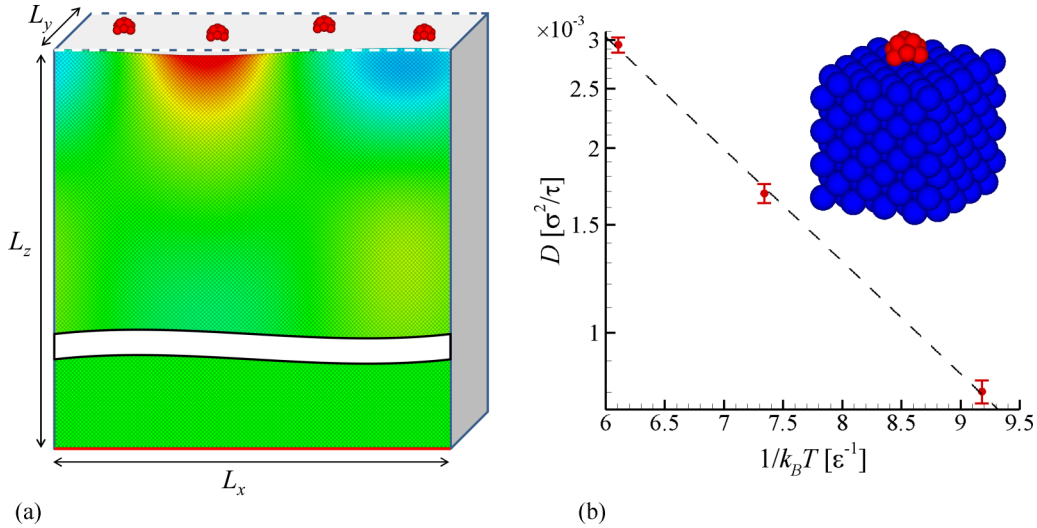 L_y
L_z
L_x
(a)
×10⁻³
3
2.5
2
1.5
1
D [σ²/τ]
6 6.5 7 7.5 8 8.5 9 9.5
1/k_BT [ε⁻¹]
(b)